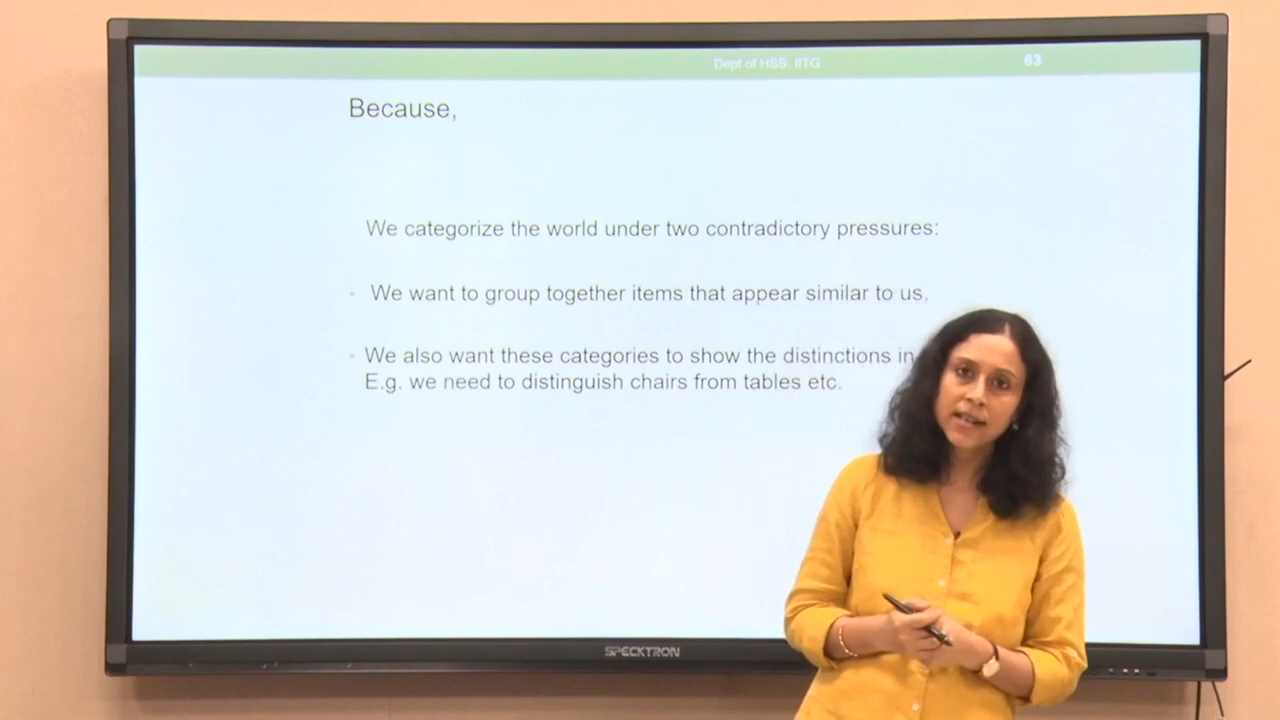 Dept of HSS, IITG
63
Because,
We categorize the world under two contradictory pressures:
We want to group together items that appear similar to us.
We also want these categories to show the distinctions in
E.g. we need to distinguish chairs from tables etc.
SPECKTRON